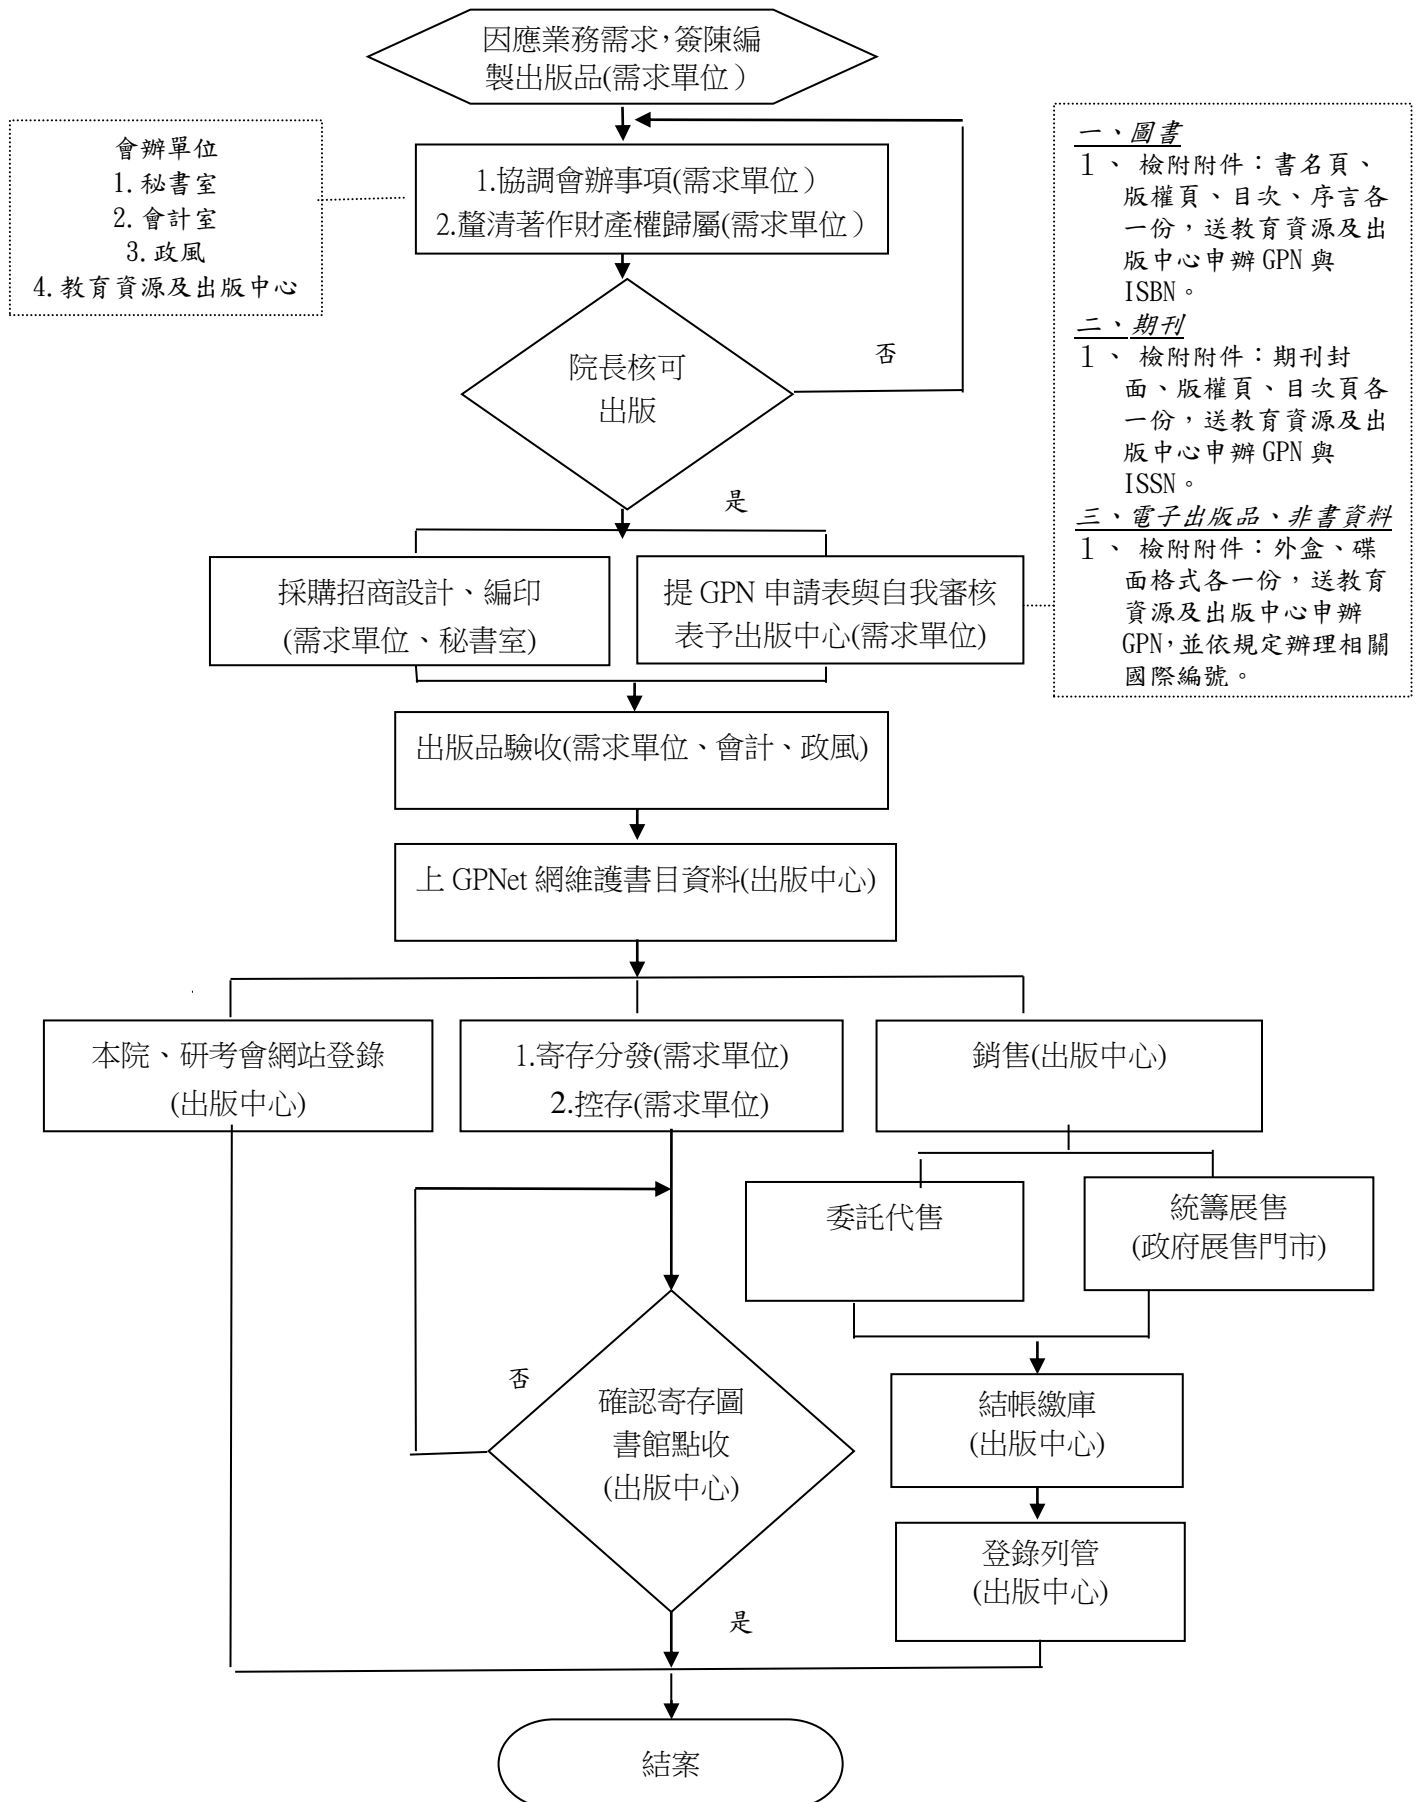 因應業務需求，簽陳編
製出版品(需求單位）
會辦單位
1.秘書室
2.會計室
3.政風
4.教育資源及出版中心
1.協調會辦事項(需求單位）
2.釐清著作財產權歸屬(需求單位）
一、圖書
1、 檢附附件：書名頁、
版權頁、目次、序言各
一份，送教育資源及出
版中心申辦 GPN 與
ISBN。
二、期刊
1、 檢附附件：期刊封
面、版權頁、目次頁各
一份，送教育資源及出
版中心申辦 GPN 與
ISSN。
三、電子出版品、非書資料
1、 檢附附件：外盒、碟
面格式各一份，送教育
資源及出版中心申辦
GPN，並依規定辦理相關
國際編號。
院長核可
出版
否
是
採購招商設計、編印
(需求單位、秘書室)
提 GPN 申請表與自我審核
表予出版中心(需求單位)
出版品驗收(需求單位、會計、政風)
上 GPNet 網維護書目資料(出版中心)
本院、研考會網站登錄
(出版中心)
1.寄存分發(需求單位)
2.控存(需求單位)
銷售(出版中心)
委託代售
統籌展售
(政府展售門市)
否
確認寄存圖
書館點收
(出版中心)
是
結帳繳庫
(出版中心)
登錄列管
(出版中心)
結案